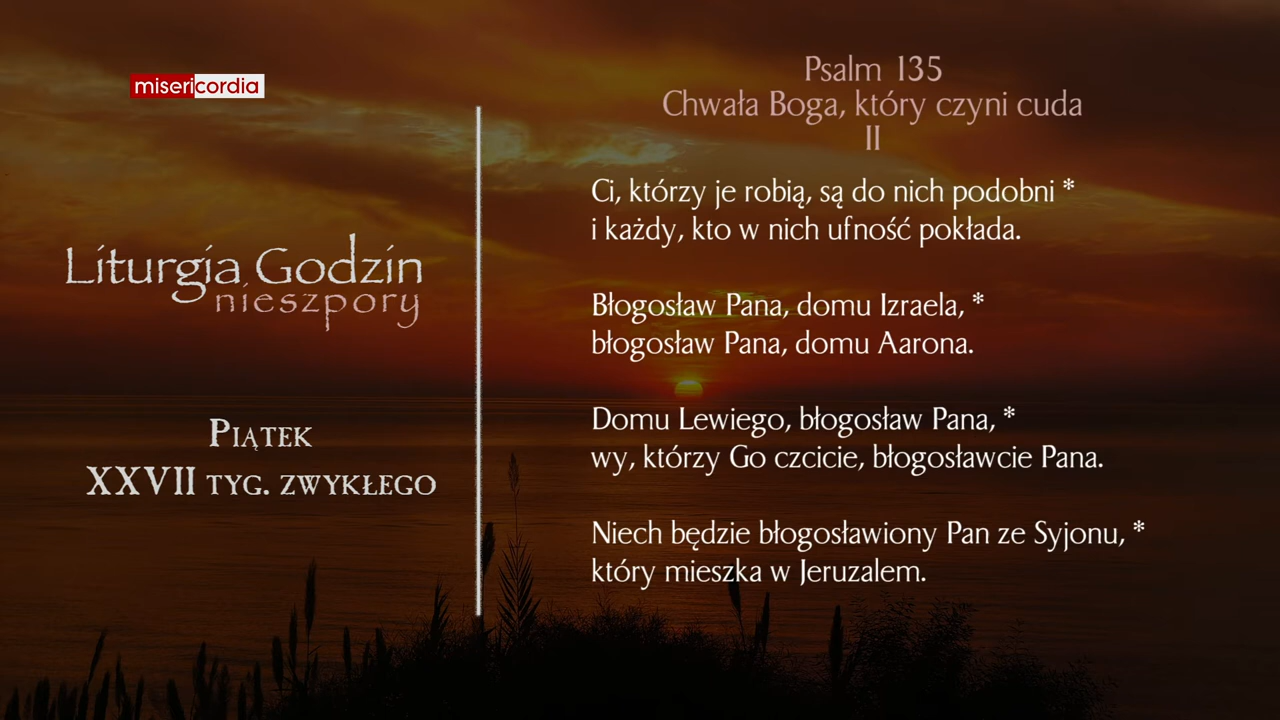 misericordia
Liturgia Godzin
nieszpory
Piątek
XXVII tyg. zwykłego
Psalm 135
Chwała Boga, który czyni cuda
II
Ci, którzy je robią, są do nich podobni *
i każdy, kto w nich ufność pokłada.
Błogosław Pana, domu Izraela, *
błogosław Pana, domu Aarona.
Domu Lewiego, błogosław Pana, *
wy, którzy Go czcicie, błogosławcie Pana.
Niech będzie błogosławiony Pan ze Syjonu, *
który mieszka w Jeruzalem.